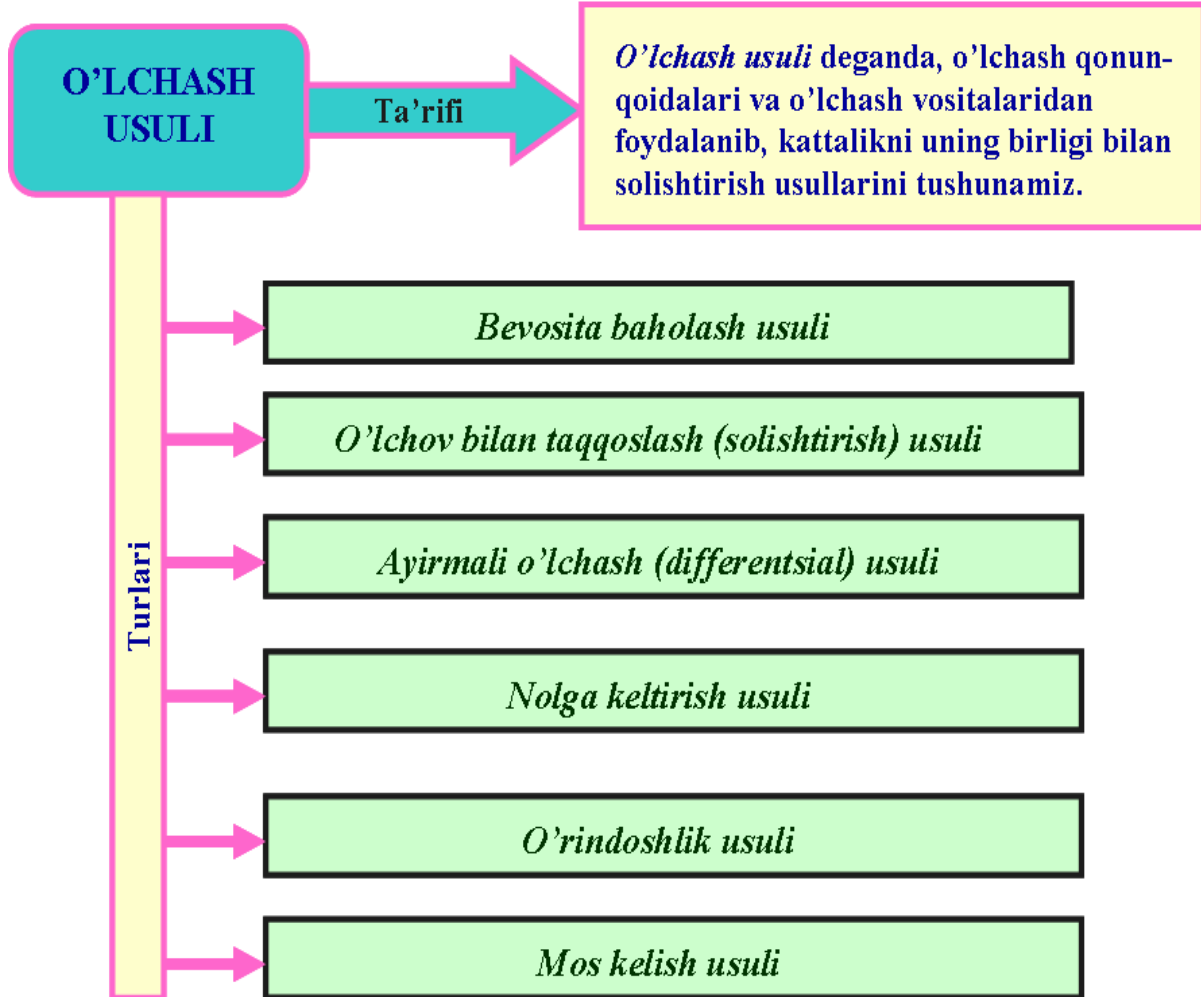 O’LCHASH
USULI
Ta’rifi
O’lchash usuli deganda, o’lchash qonun-
qoidalari va o’lchash vositalaridan
foydalanib, kattalikni uning birligi bilan
solishtirish usullarini tushunamiz.
Turlari
Bevosita baholash usuli
O’lchov bilan taqqoslash (solishtirish) usuli
Ayirmali o’lchash (differentsial) usuli
Nolga keltirish usuli
O’rindoshlik usuli
Mos kelish usuli